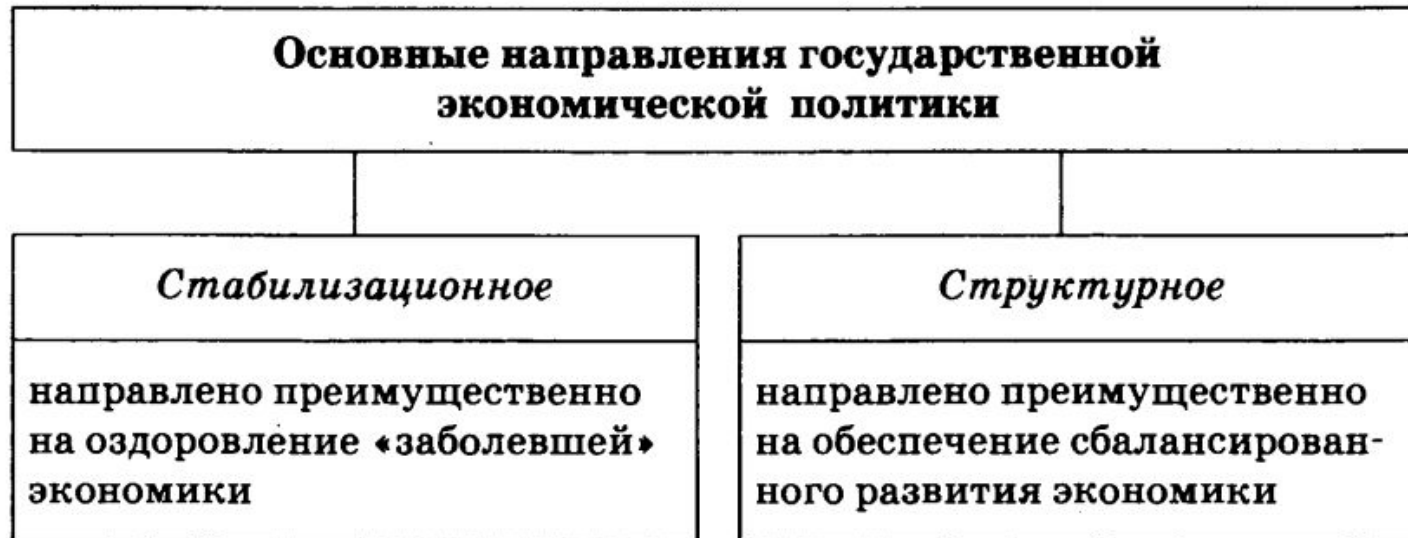 Основные направления государственной
экономической политики
Стабилизационное
направлено преимущественно
на оздоровление «заболевшей»
экономики
Структурное
направлено преимущественно
на обеспечение сбалансирован-
ного развития экономики